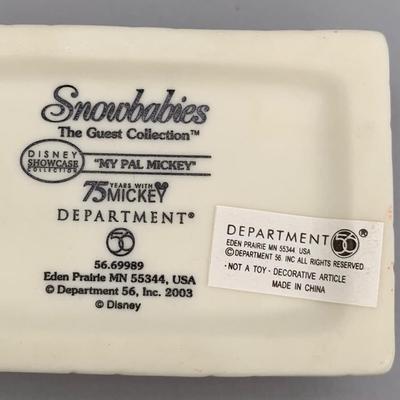 Snowbabies
The Guest Collection™
DISNEY
SHOWCASE
COLLECTION
"MY PAL MICKEY"
75 YEARS WITH
MICKEY
DEPARTMENT®
56
56.69989
Eden Prairie MN 55344, USA
© Department 56, Inc. 2003
© Disney
DEPARTMENT 56®
EDEN PRAIRIE MN 55344. USA
©DEPARTMENT 56. INC ALL RIGHTS RESERVED
· NOT A TOY · DECORATIVE ARTICLE
MADE IN CHINA